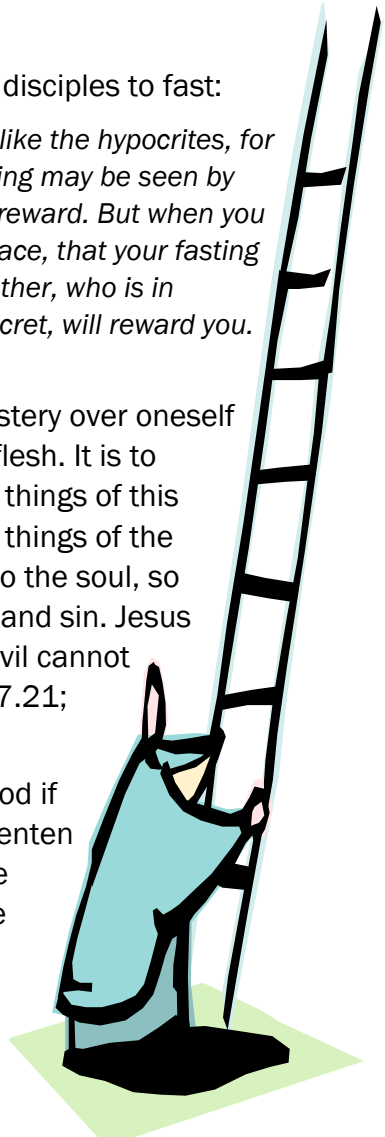 disciples to fast:
like the hypocrites, for
ing may be seen by
reward. But when you
ace, that your fasting
ther, who is in
cret, will reward you.
stery over oneself
flesh. It is to
things of this
things of the
o the soul, so
and sin. Jesus
vil cannot
7.21;
od if
enten
e
e